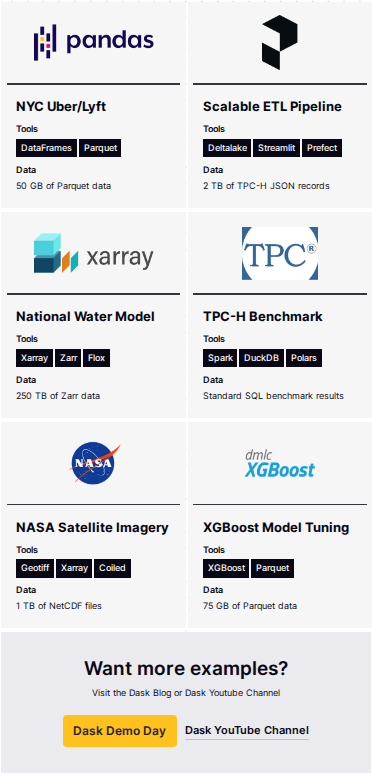 pandas
NYC Uber/Lyft
Tools
DataFrames Parquet
Data
50 GB of Parquet data
Scalable ETL Pipeline
Tools
Deltalake Streamlit Prefect
Data
2 TB of TPC-H JSON records
xarray
National Water Model
Tools
Xarray Zarr Flox
Data
250 TB of Zarr data
TPC®
TPC-H Benchmark
Tools
Spark DuckDB Polars
Data
Standard SQL benchmark results
NASA
NASA Satellite Imagery
Tools
Geotiff Xarray Coiled
Data
1 TB of NetCDF files
dmlc
XGBoost
XGBoost Model Tuning
Tools
XGBoost Parquet
Data
75 GB of Parquet data
Want more examples?
Visit the Dask Blog or Dask Youtube Channel
Dask Demo Day Dask YouTube Channel